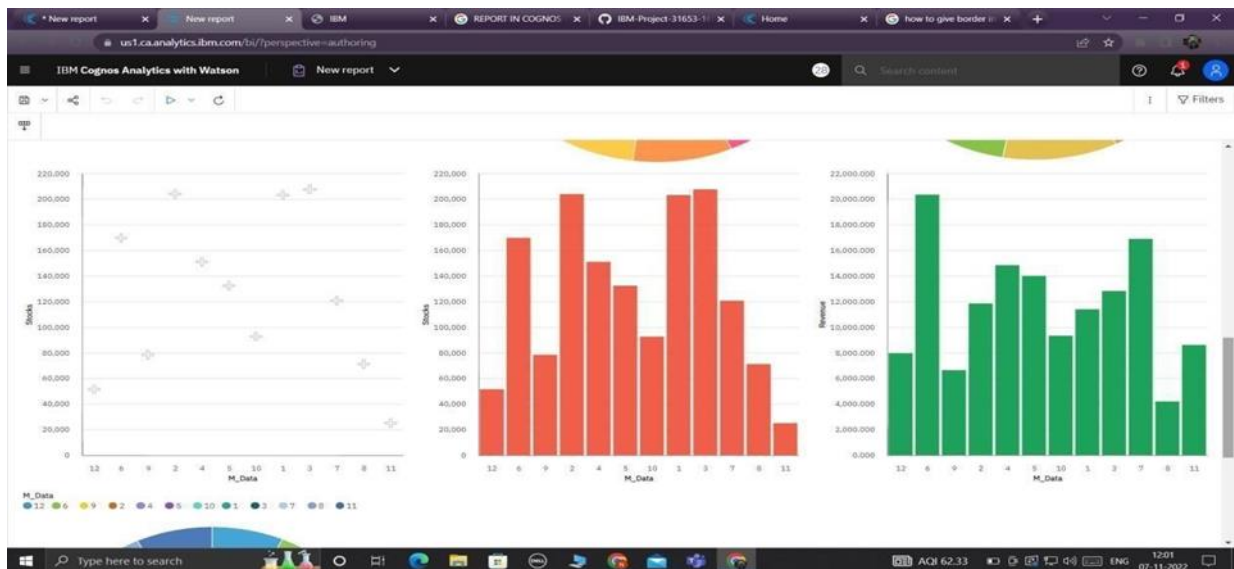 * New report
New report
IBM
REPORT IN COGNOS
IBM-Project-31653-1
Home
how to give border i
us1.ca.analytics.ibm.com/bi/?perspective=authoring
IBM Cognos Analytics with Watson
New report
28
Search content
1
Filters
220,000
200,000
180,000
160,000
140,000
120,000
100,000
80,000
60,000
40,000
20,000
0
Stocks
12 6 9 2 4 5 10 1 3 7 8 11
M_Data
220,000
200,000
180,000
160,000
140,000
120,000
100,000
80,000
60,000
40,000
20,000
0
Stocks
12 6 9 2 4 5 10 1 3 7 8 11
M_Data
22,000.000
20,000.000
18,000.000
16,000.000
14,000.000
12,000.000
10,000.000
8,000.000
6,000.000
4,000.000
2,000.000
0.000
Revenue
12 6 9 2 4 5 10 1 3 7 8 11
M_Data
M_Data
12 6 9 2 4 5 10 1 3 7 8 11
Type here to search
DELL
AQI 62.33
ENG
12:01
07-11-2022